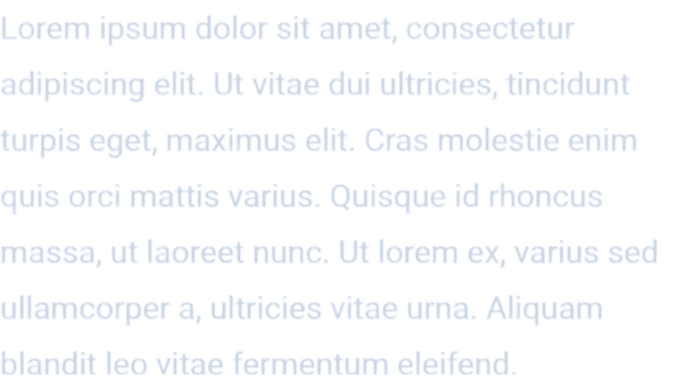 Lorem ipsum dolor sit amet, consectetur
adipiscing elit. Ut vitae dui ultricies, tincidunt
turpis eget, maximus elit. Cras molestie enim
quis orci mattis varius. Quisque id rhoncus
massa, ut laoreet nunc. Ut lorem ex, varius sed
ullamcorper a, ultricies vitae urna. Aliquam
blandit leo vitae fermentum eleifend.